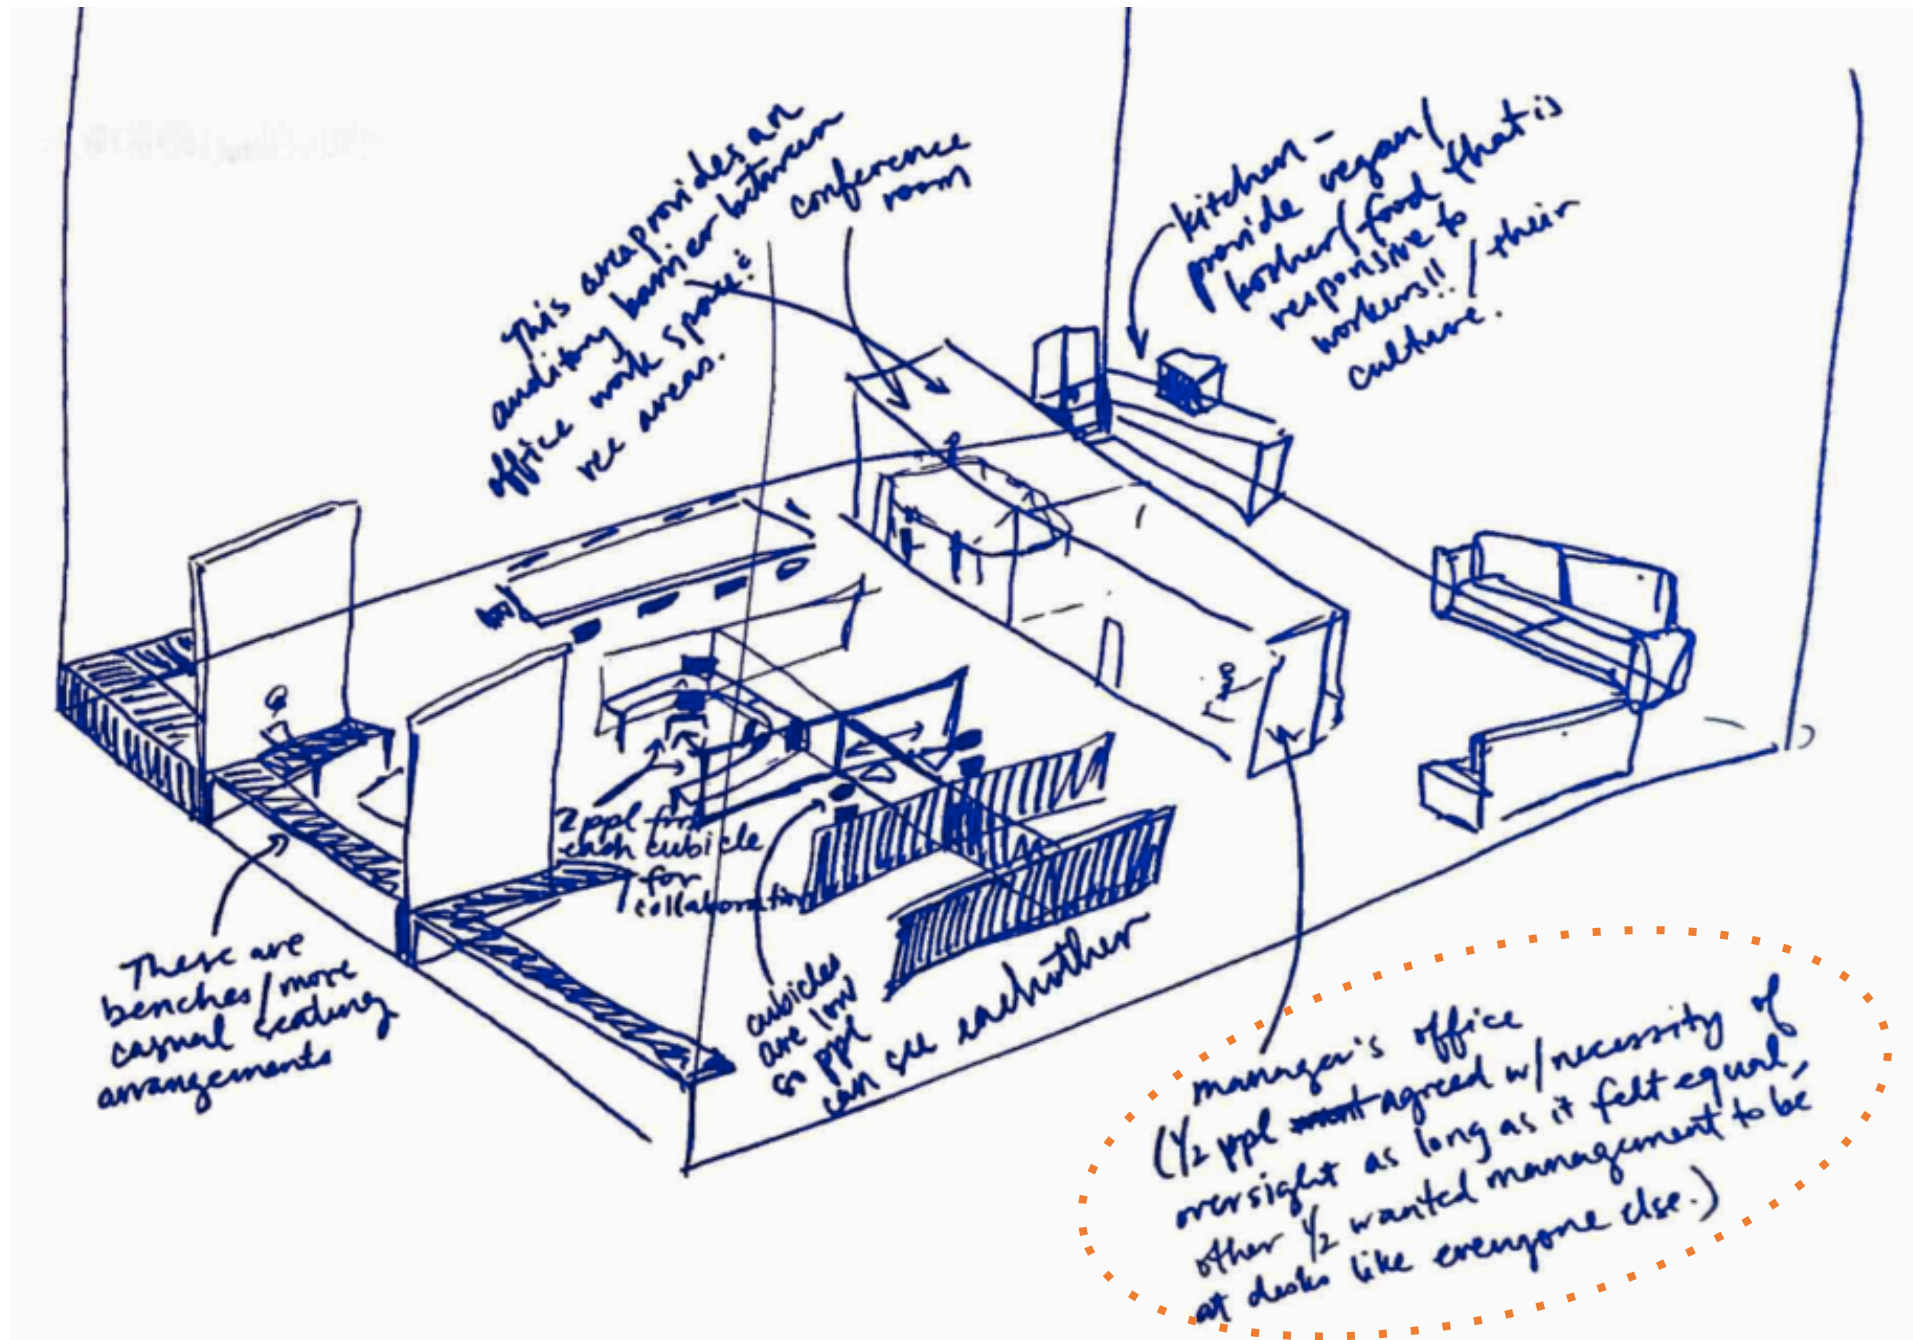 This area provides an
auditory barrier between
office work space &
rec areas.
conference
room
kitchen -
provide vegan/
kosher/food that is
responsive to
workers!! / their
culture.
2 ppl from
each cubicle
for
collaboration
These are
benches/more
casual seating
arrangements
cubicles
are low
so ppl
can see eachother
manager's office
(1/2 ppl agreed w/necessity of
oversight as long as it felt equal,
other 1/2 wanted management to be
at desks like everyone else.)